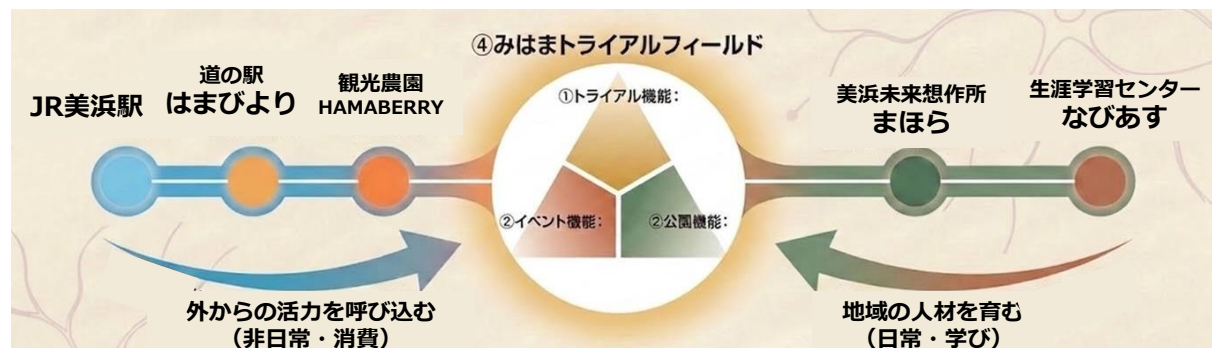 ④みはまトライアルフィールド
JR美浜駅
道の駅
はまびより
観光農園
HAMABERRY
①トライアル機能:
②イベント機能:
②公園機能:
美浜未来想作所
まほら
生涯学習センター
なびあす
外からの活力を呼び込む
（非日常・消費）
地域の人材を育む
（日常・学び）